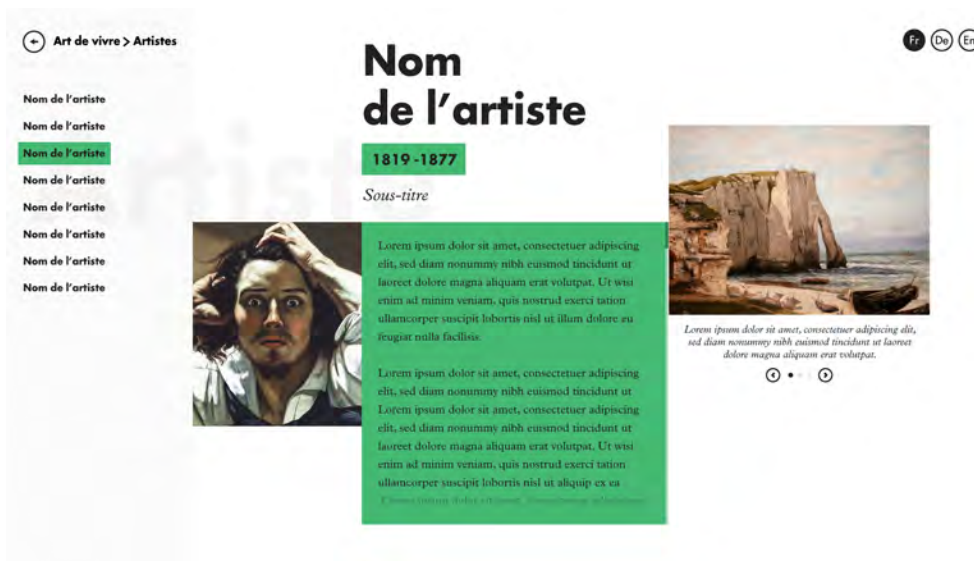 Art de vivre > Artistes
Fr De En
Nom de l'artiste
Nom de l'artiste
Nom de l'artiste
Nom de l'artiste
Nom de l'artiste
Nom de l'artiste
Nom de l'artiste
Nom de l'artiste
Nom
de l'artiste
1819 -1877
Sous-titre
Lorem ipsum dolor sit amet, consectetuer adipiscing
elit, sed diam nonummy nibh euismod tincidunt ut
laoreet dolore magna aliquam erat volutpat. Ut wisi
enim ad minim veniam, quis nostrud exerci tation
ullamcorper suscipit lobortis nisl ut illum dolore eu
feugiat nulla facilisis.
Lorem ipsum dolor sit amet, consectetuer adipiscing
elit, sed diam nonummy nibh euismod tincidunt ut
Lorem ipsum dolor sit amet, consectetuer adipiscing
elit, sed diam nonummy nibh euismod tincidunt ut
laoreet dolore magna aliquam erat volutpat. Ut wisi
enim ad minim veniam, quis nostrud exerci tation
ullamcorper suscipit lobortis nisl ut aliquip ex ea
Lorem ipsum dolor sit amet, consectetuer adipiscing
Lorem ipsum dolor sit amet, consectetuer adipiscing elit,
sed diam nonummy nibh euismod tincidunt ut laoreet
dolore magna aliquam erat volutpat.